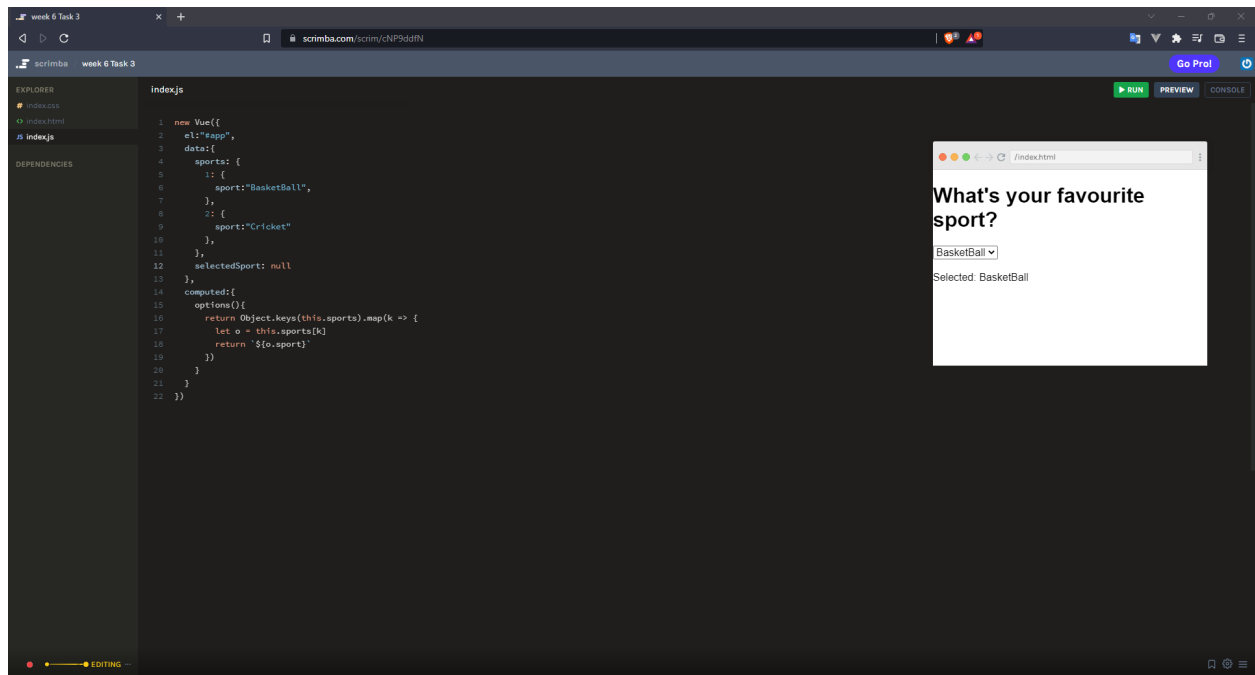 week 6 Task 3
scrimba.com/scrim/cNP9ddfN
scrimba week 6 Task 3
Go Pro!
EXPLORER
# index.css
<> index.html
JS index.js
DEPENDENCIES
index.js
RUN PREVIEW CONSOLE
1 new Vue({
2 el:"#app",
3 data:{
4 sports: {
5 1: {
6 sport:"BasketBall",
7 },
8 2: {
9 sport:"Cricket"
10 },
11 },
12 selectedSport: null
13 },
14 computed:{
15 options(){
16 return Object.keys(this.sports).map(k => {
17 let o = this.sports[k]
18 return `${o.sport}`
19 })
20 }
21 }
22 })
/index.html
What's your favourite
sport?
BasketBall
Selected: BasketBall
EDITING ...